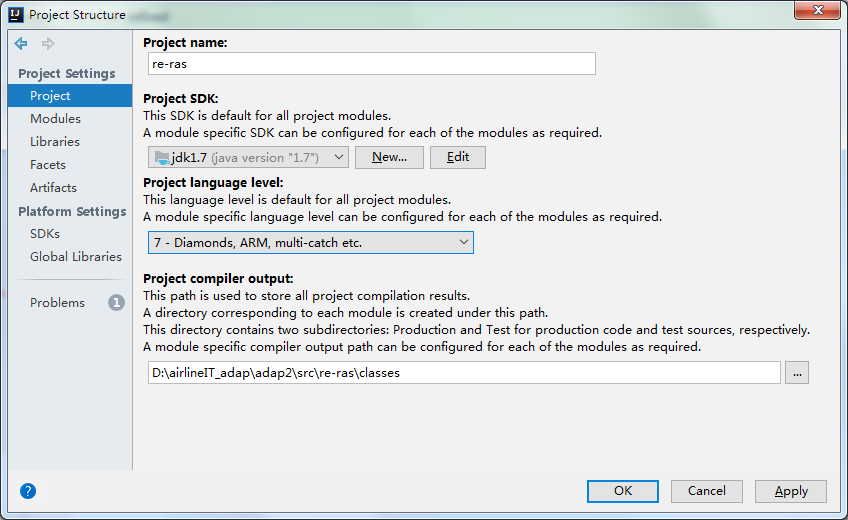 IJ Project Structure
Project Settings
Project
Modules
Libraries
Facets
Artifacts
Platform Settings
SDKs
Global Libraries
Problems 1
?
Project name:
re-ras
Project SDK:
This SDK is default for all project modules.
A module specific SDK can be configured for each of the modules as required.
jdk1.7 (java version "1.7") New... Edit
Project language level:
This language level is default for all project modules.
A module specific language level can be configured for each of the modules as required.
7 - Diamonds, ARM, multi-catch etc.
Project compiler output:
This path is used to store all project compilation results.
A directory corresponding to each module is created under this path.
This directory contains two subdirectories: Production and Test for production code and test sources, respectively.
A module specific compiler output path can be configured for each of the modules as required.
D:\airlineIT_adap\adap2\src\re-ras\classes ...
OK Cancel Apply